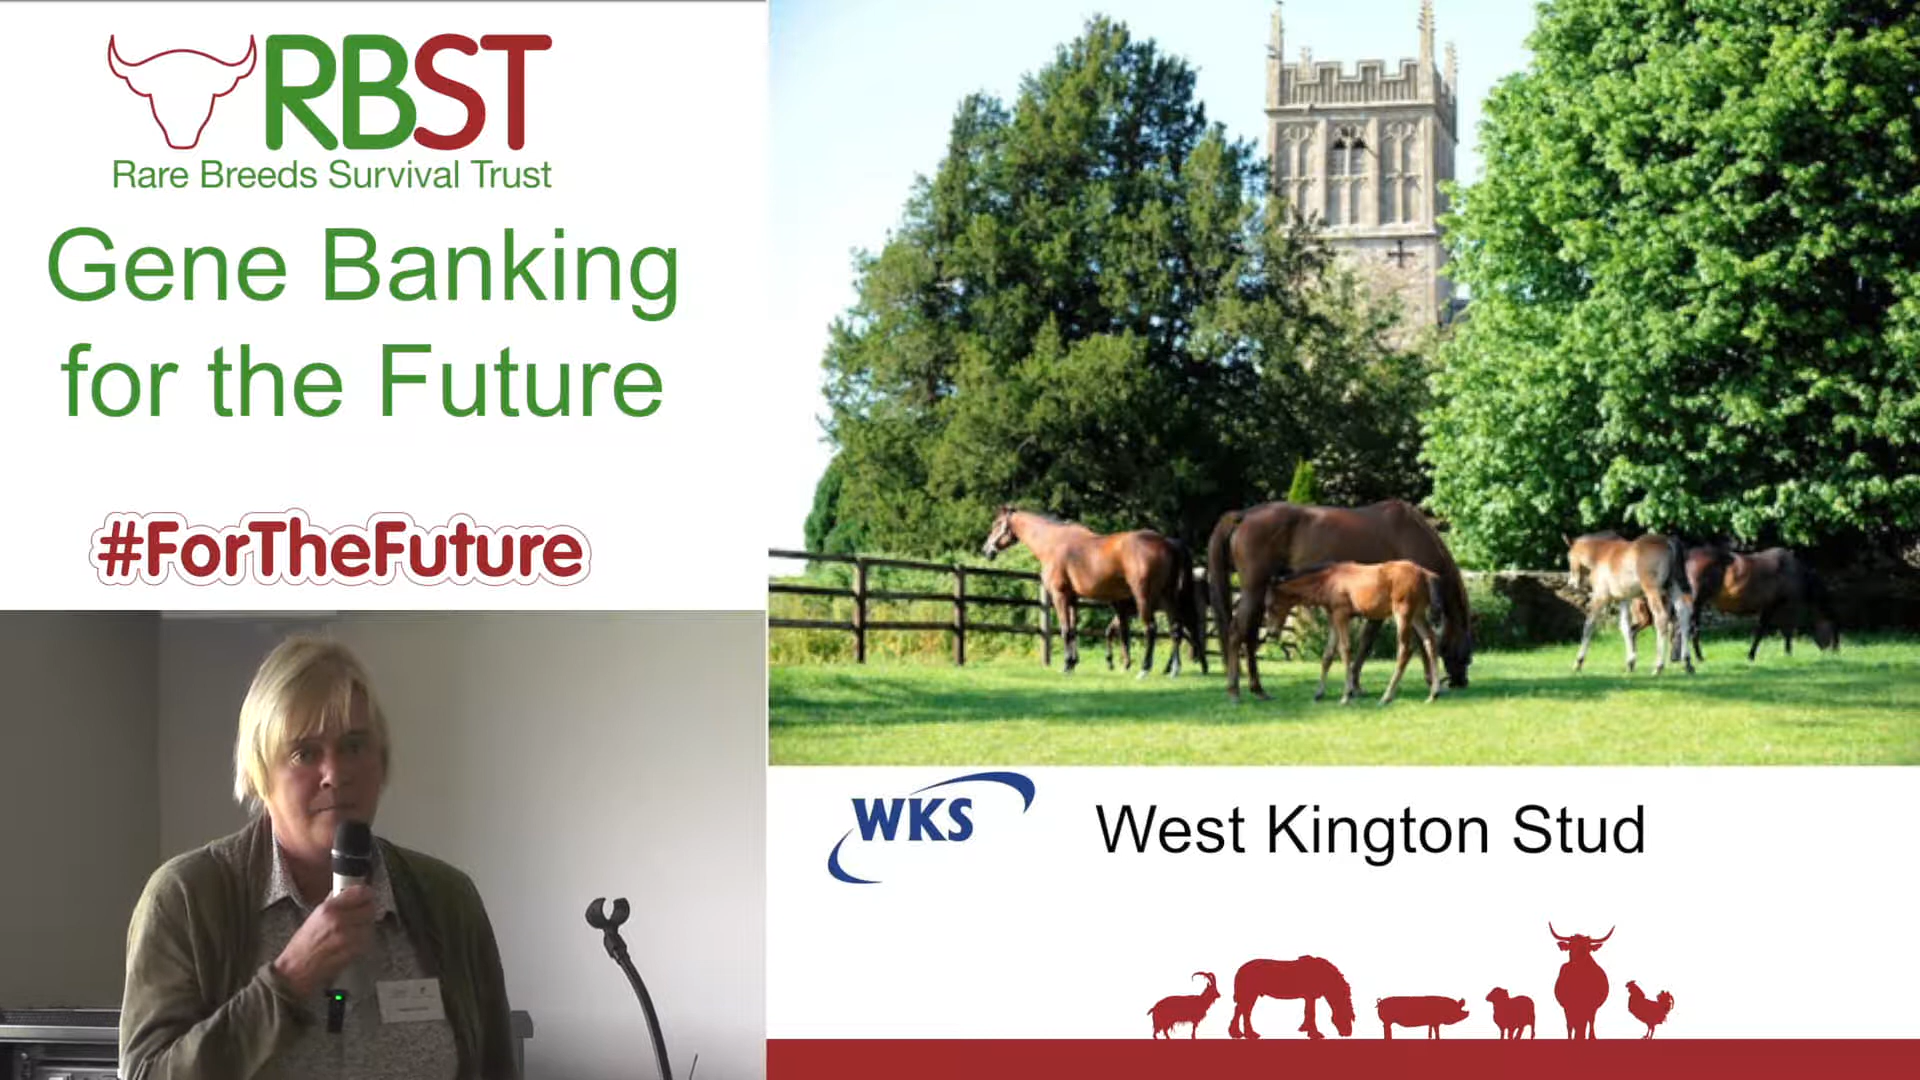 RBST
Rare Breeds Survival Trust
Gene Banking
for the Future
#ForTheFuture
WKS
West Kington Stud